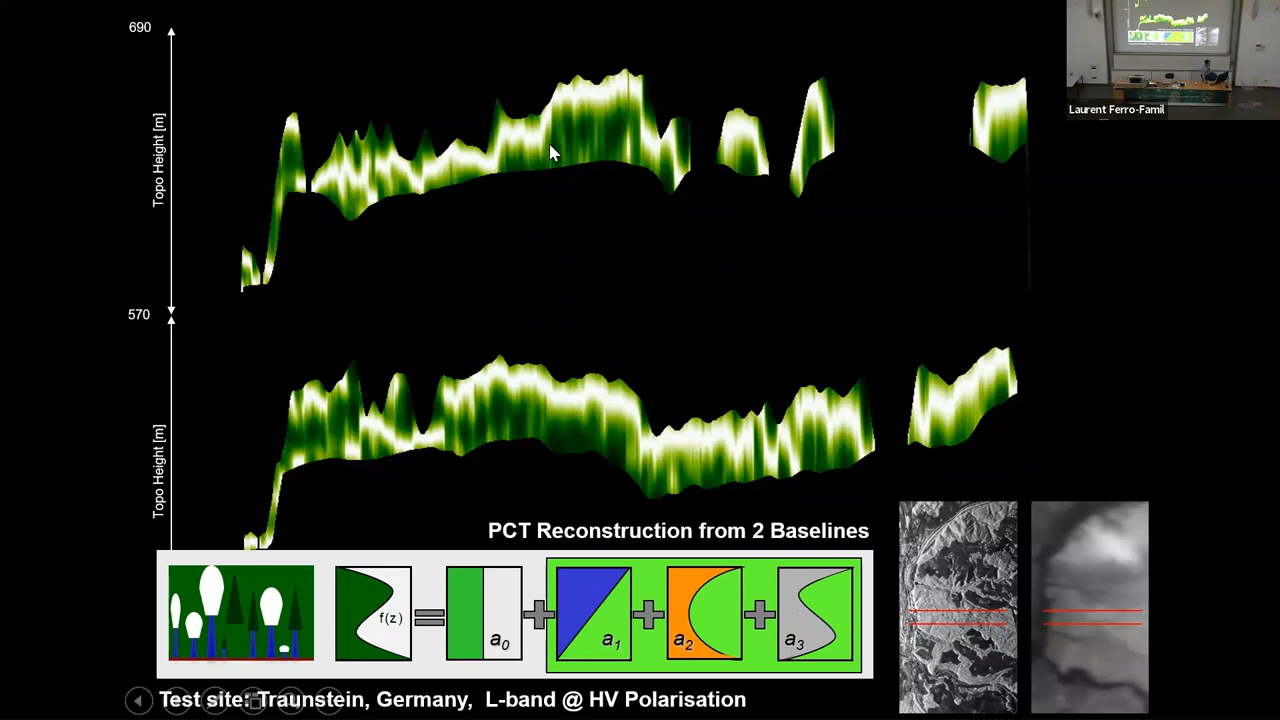 690
Topo Height [m]
Laurent Ferro-Famil
570
Topo Height [m]
PCT Reconstruction from 2 Baselines
f(z)
a0
a1
a2
a3
Test site: Traunstein, Germany, L-band @ HV Polarisation